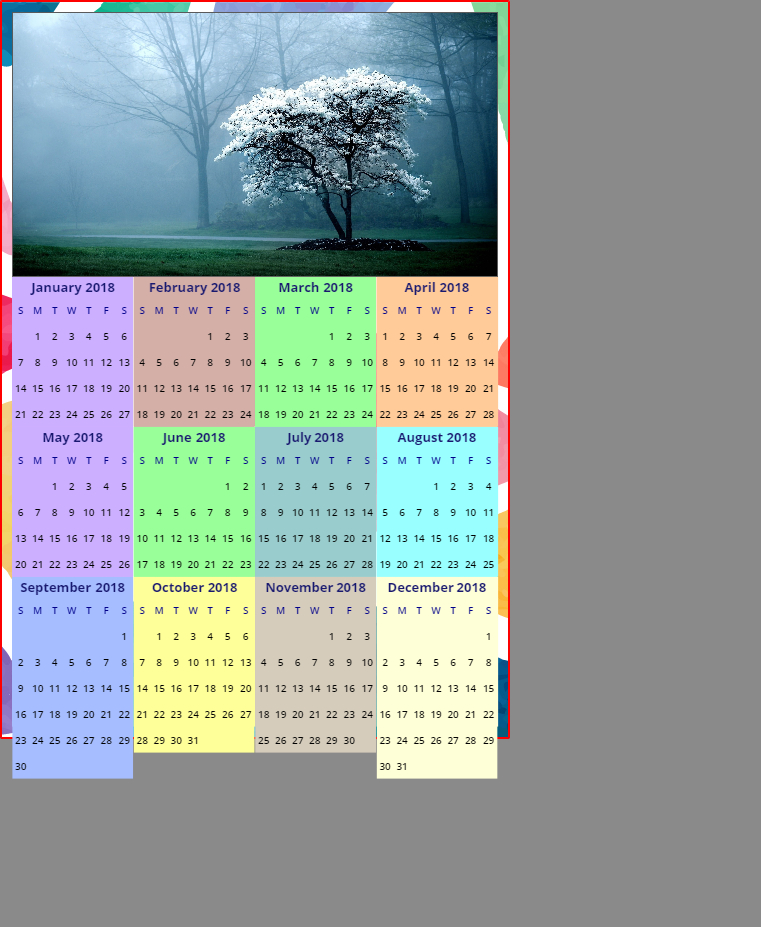 January 2018 February 2018 March 2018 April 2018
S M T W T F S S M T W T F S S M T W T F S S M T W T F S
1 2 3 4 5 6 1 2 3 1 2 3 1 2 3 4 5 6 7
7 8 9 10 11 12 13 4 5 6 7 8 9 10 4 5 6 7 8 9 10 8 9 10 11 12 13 14
14 15 16 17 18 19 20 11 12 13 14 15 16 17 11 12 13 14 15 16 17 15 16 17 18 19 20 21
21 22 23 24 25 26 27 18 19 20 21 22 23 24 18 19 20 21 22 23 24 22 23 24 25 26 27 28
May 2018 June 2018 July 2018 August 2018
S M T W T F S S M T W T F S S M T W T F S S M T W T F S
1 2 3 4 5 1 2 1 2 3 4 5 6 7 1 2 3 4
6 7 8 9 10 11 12 3 4 5 6 7 8 9 8 9 10 11 12 13 14 5 6 7 8 9 10 11
13 14 15 16 17 18 19 10 11 12 13 14 15 16 15 16 17 18 19 20 21 12 13 14 15 16 17 18
20 21 22 23 24 25 26 17 18 19 20 21 22 23 22 23 24 25 26 27 28 19 20 21 22 23 24 25
September 2018 October 2018 November 2018 December 2018
S M T W T F S S M T W T F S S M T W T F S S M T W T F S
1 1 2 3 4 5 6 1 2 3 1
2 3 4 5 6 7 8 7 8 9 10 11 12 13 4 5 6 7 8 9 10 2 3 4 5 6 7 8
9 10 11 12 13 14 15 14 15 16 17 18 19 20 11 12 13 14 15 16 17 9 10 11 12 13 14 15
16 17 18 19 20 21 22 21 22 23 24 25 26 27 18 19 20 21 22 23 24 16 17 18 19 20 21 22
23 24 25 26 27 28 29 28 29 30 31 25 26 27 28 29 30 23 24 25 26 27 28 29
30 30 31